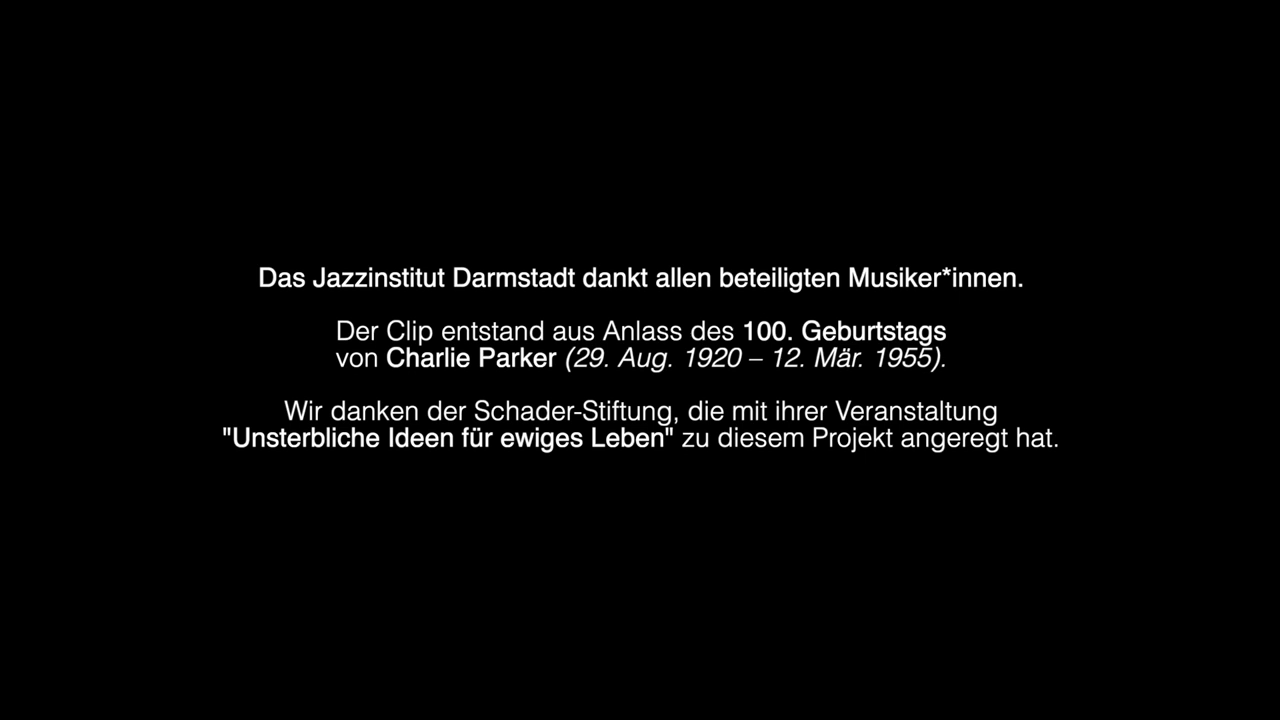 Das Jazzinstitut Darmstadt dankt allen beteiligten Musiker*innen.
Der Clip entstand aus Anlass des 100. Geburtstags
von Charlie Parker (29. Aug. 1920 – 12. Mär. 1955).
Wir danken der Schader-Stiftung, die mit ihrer Veranstaltung
"Unsterbliche Ideen für ewiges Leben" zu diesem Projekt angeregt hat.